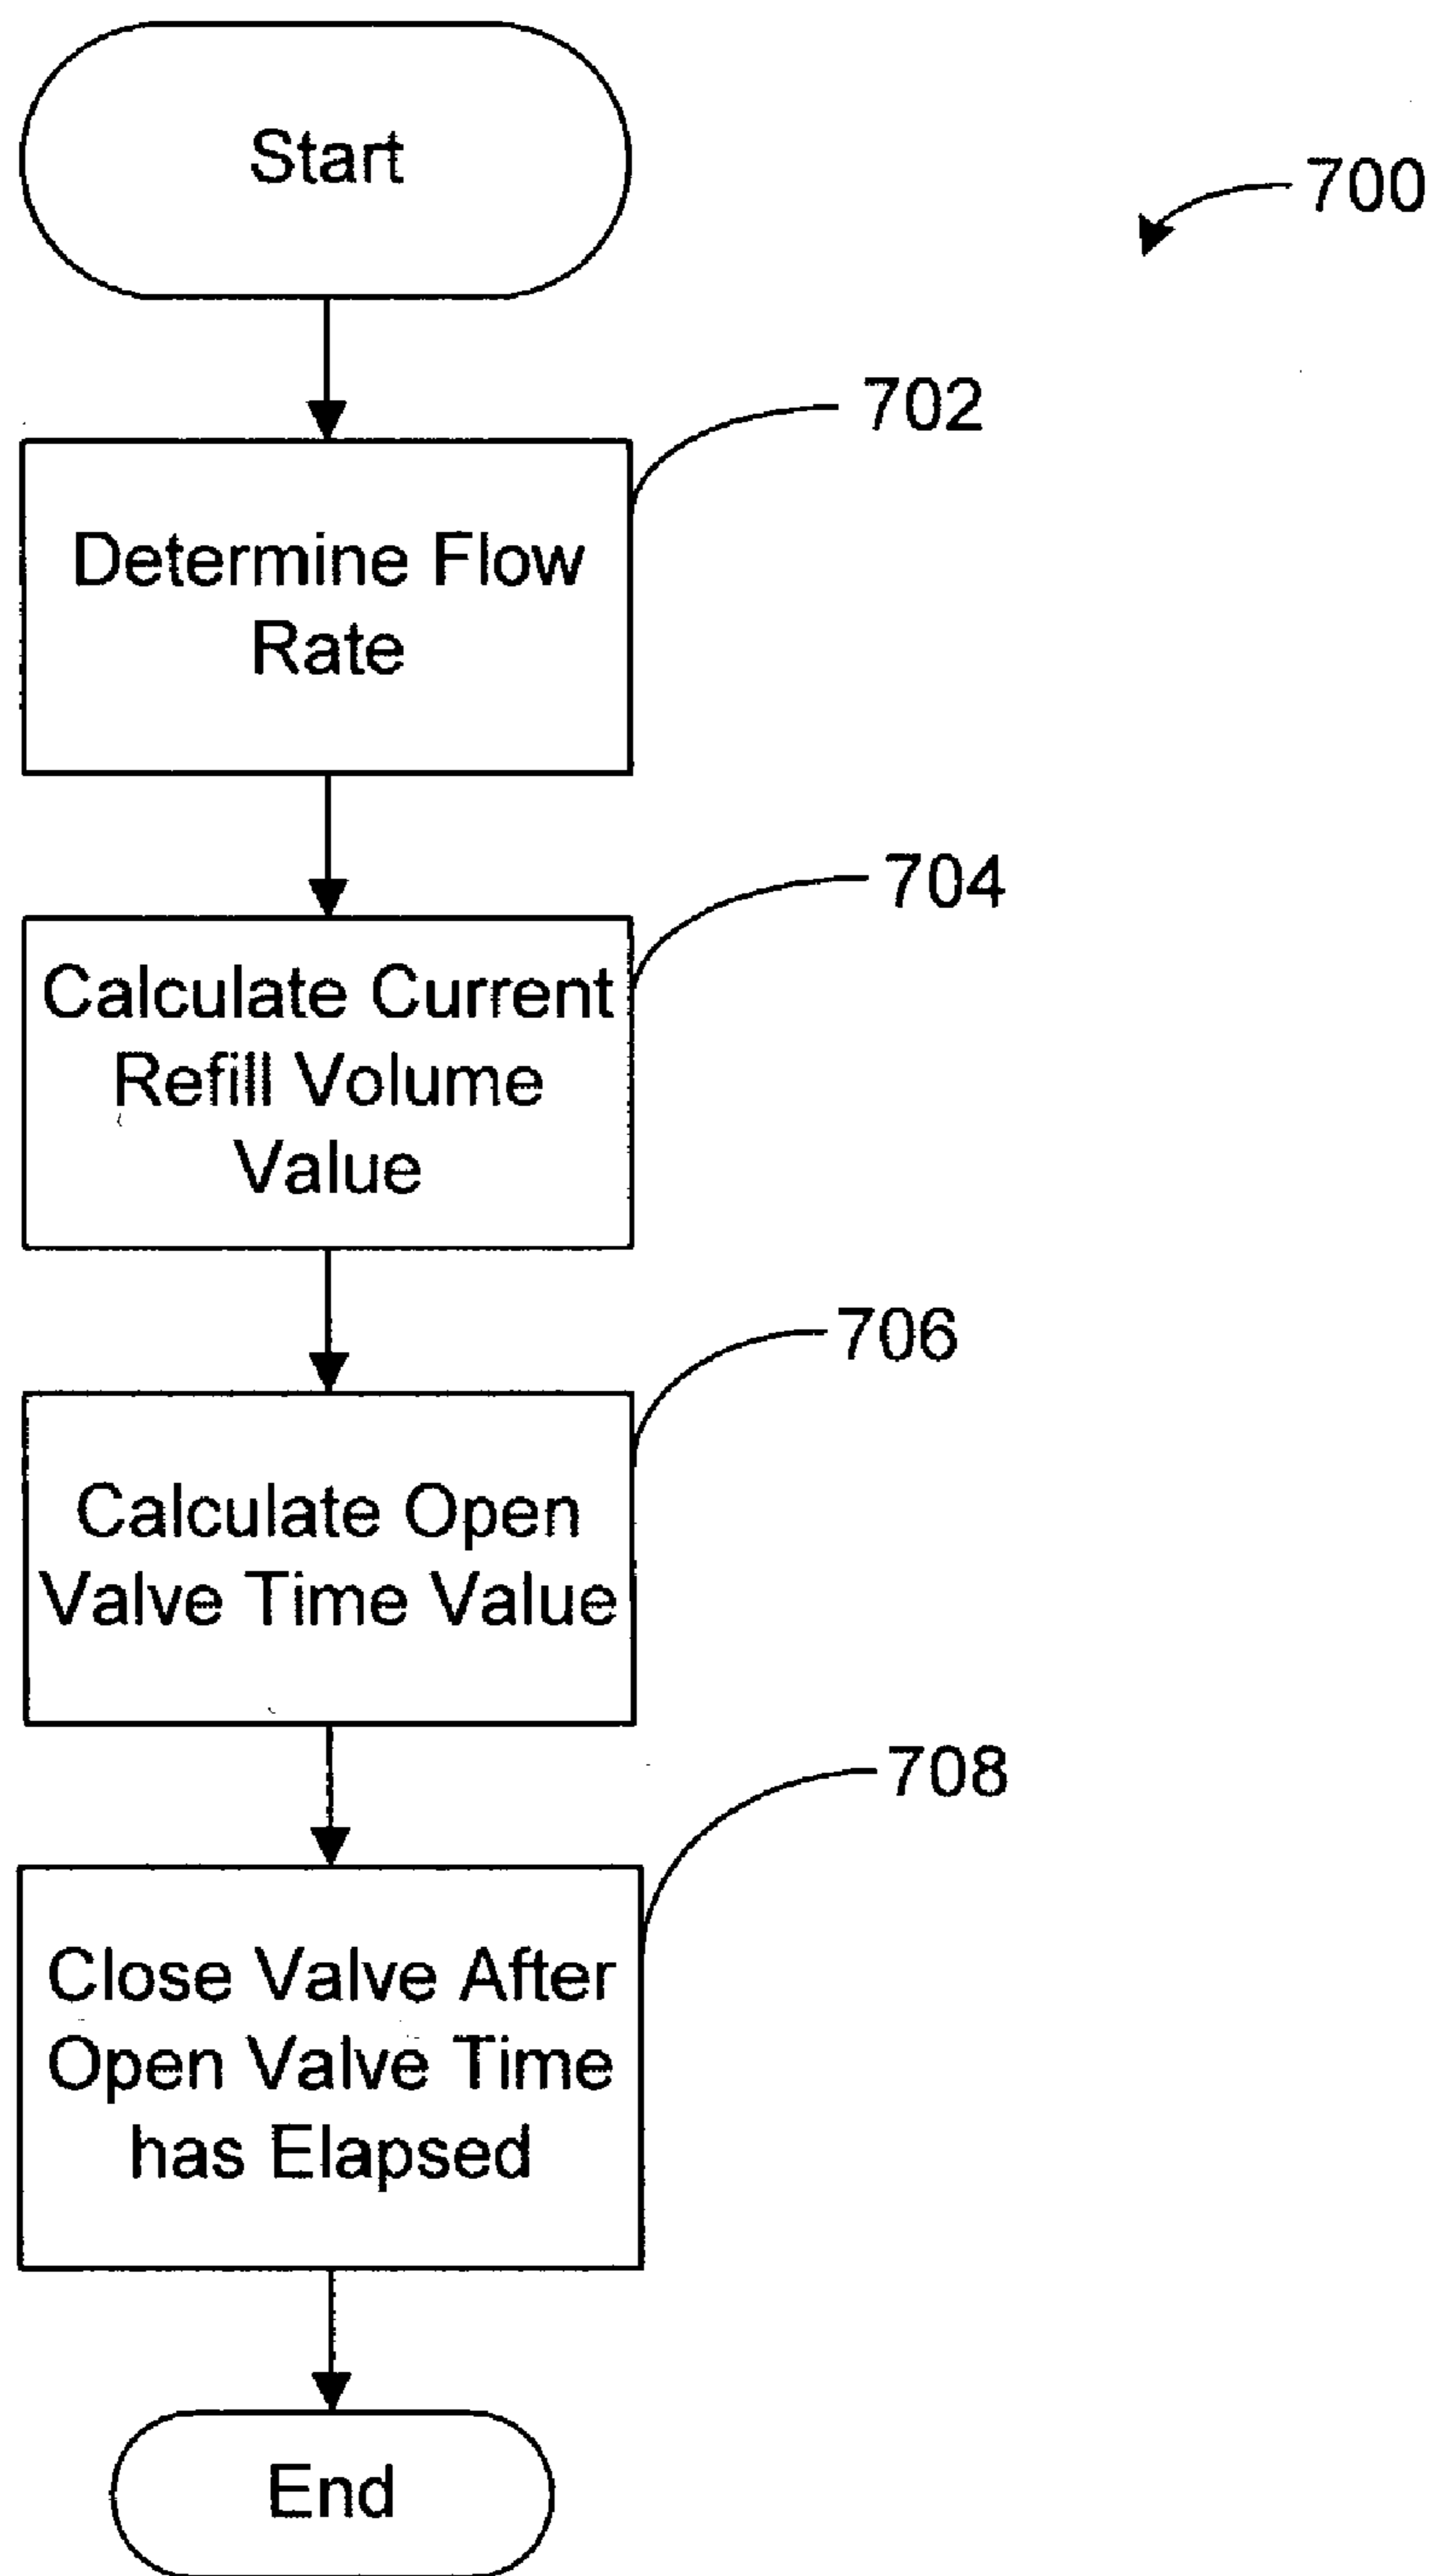 Start
700
702
Determine Flow
Rate
704
Calculate Current
Refill Volume
Value
706
Calculate Open
Valve Time Value
708
Close Valve After
Open Valve Time
has Elapsed
End